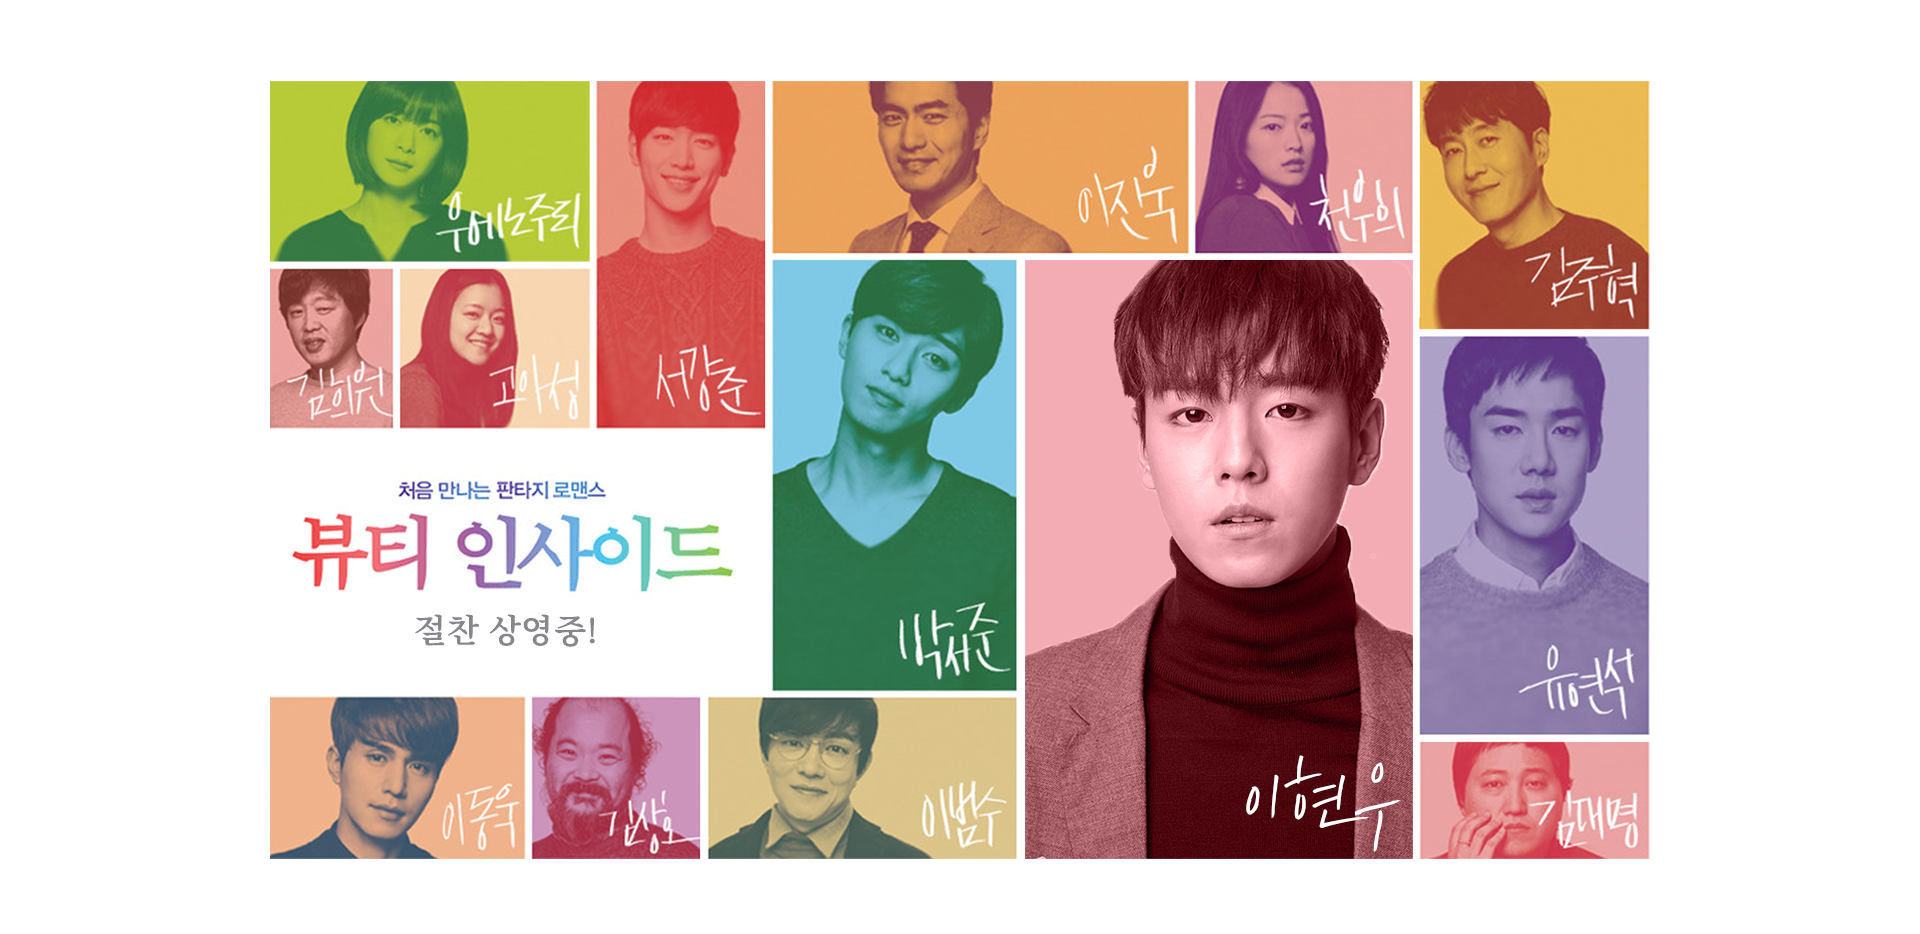 우에노주리
서강준
이진욱
천우희
김주혁
김희원
고아성
박서준
이현우
유연석
처음 만나는 판타지 로맨스
뷰티 인사이드
절찬 상영중!
이동욱
김상호
이범수
김대명